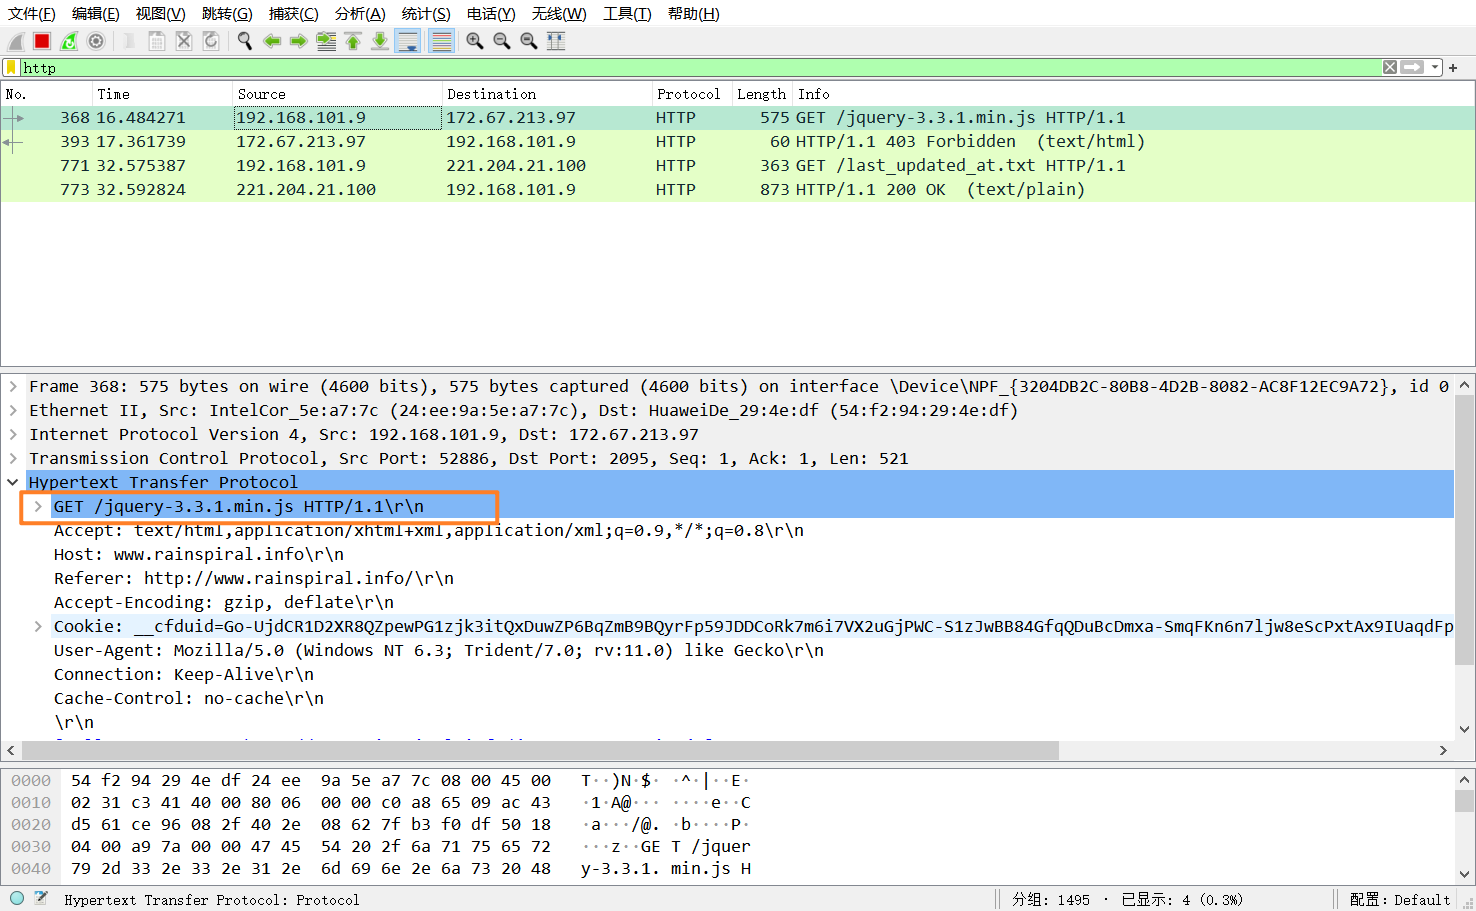 文件(F) 编辑(E) 视图(V) 跳转(G) 捕获(C) 分析(A) 统计(S) 电话(Y) 无线(W) 工具(T) 帮助(H)
http
No. Time Source Destination Protocol Length Info
368 16.484271 192.168.101.9 172.67.213.97 HTTP 575 GET /jquery-3.3.1.min.js HTTP/1.1
393 17.361739 172.67.213.97 192.168.101.9 HTTP 60 HTTP/1.1 403 Forbidden (text/html)
771 32.575387 192.168.101.9 221.204.21.100 HTTP 363 GET /last_updated_at.txt HTTP/1.1
773 32.592824 221.204.21.100 192.168.101.9 HTTP 873 HTTP/1.1 200 OK (text/plain)
Frame 368: 575 bytes on wire (4600 bits), 575 bytes captured (4600 bits) on interface \Device\NPF_{3204DB2C-80B8-4D2B-8082-AC8F12EC9A72}, id 0
Ethernet II, Src: IntelCor_5e:a7:7c (24:ee:9a:5e:a7:7c), Dst: HuaweiDe_29:4e:df (54:f2:94:29:4e:df)
Internet Protocol Version 4, Src: 192.168.101.9, Dst: 172.67.213.97
Transmission Control Protocol, Src Port: 52886, Dst Port: 2095, Seq: 1, Ack: 1, Len: 521
Hypertext Transfer Protocol
GET /jquery-3.3.1.min.js HTTP/1.1\r\n
Accept: text/html,application/xhtml+xml,application/xml;q=0.9,*/*;q=0.8\r\n
Host: www.rainspiral.info\r\n
Referer: http://www.rainspiral.info/\r\n
Accept-Encoding: gzip, deflate\r\n
Cookie: __cfduid=Go-UjdCR1D2XR8QZpewPG1zjk3itQxDuwZP6BqZmB9BQyrFp59JDDCoRk7m6i7VX2uGjPWC-S1zJwBB84GfqQDuBcDmxa-SmqFKn6n7ljw8eScPxtAx9IUaqdFp
User-Agent: Mozilla/5.0 (Windows NT 6.3; Trident/7.0; rv:11.0) like Gecko\r\n
Connection: Keep-Alive\r\n
Cache-Control: no-cache\r\n
\r\n
0000 54 f2 94 29 4e df 24 ee 9a 5e a7 7c 08 00 45 00 T··)N·$· ·^·|··E·
0010 02 31 c3 41 40 00 80 06 00 00 c0 a8 65 09 ac 43 ·1·A@··· ····e··C
0020 d5 61 ce 96 08 2f 40 2e 08 62 7f b3 f0 df 50 18 ·a···/@. ·b····P·
0030 04 00 a9 7a 00 00 47 45 54 20 2f 6a 71 75 65 72 ···z··GE T /jquer
0040 79 2d 33 2e 33 2e 31 2e 6d 69 6e 2e 6a 73 20 48 y-3.3.1. min.js H
Hypertext Transfer Protocol: Protocol 分组: 1495 · 已显示: 4 (0.3%) 配置: Default